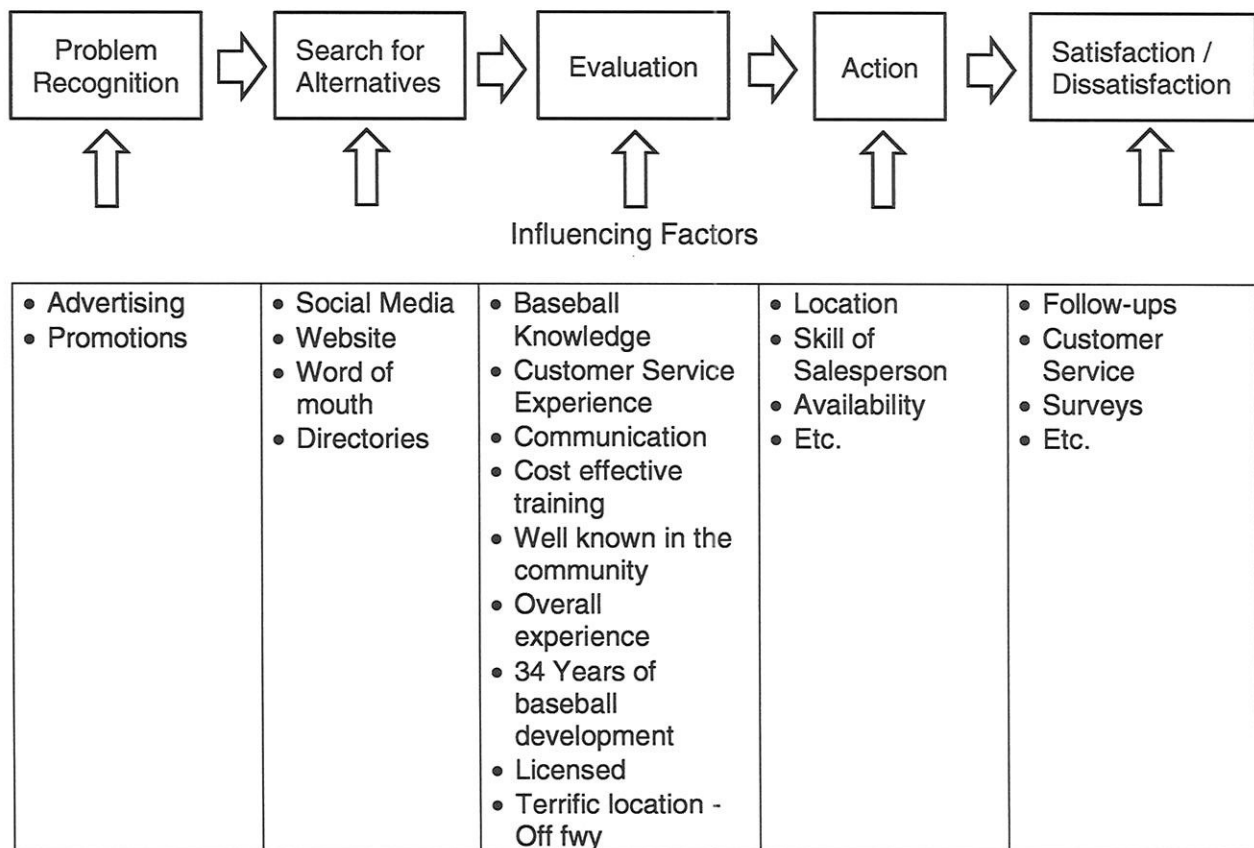 Problem
Recognition
Search for
Alternatives
Evaluation
Action
Satisfaction /
Dissatisfaction
Influencing Factors
• Advertising
• Promotions
• Social Media
• Website
• Word of
mouth
• Directories
• Baseball
Knowledge
• Customer Service
Experience
• Communication
• Cost effective
training
• Well known in the
community
• Overall
experience
• 34 Years of
baseball
development
• Licensed
• Terrific location -
Off fwy
• Location
• Skill of
Salesperson
• Availability
• Etc.
• Follow-ups
• Customer
Service
• Surveys
• Etc.